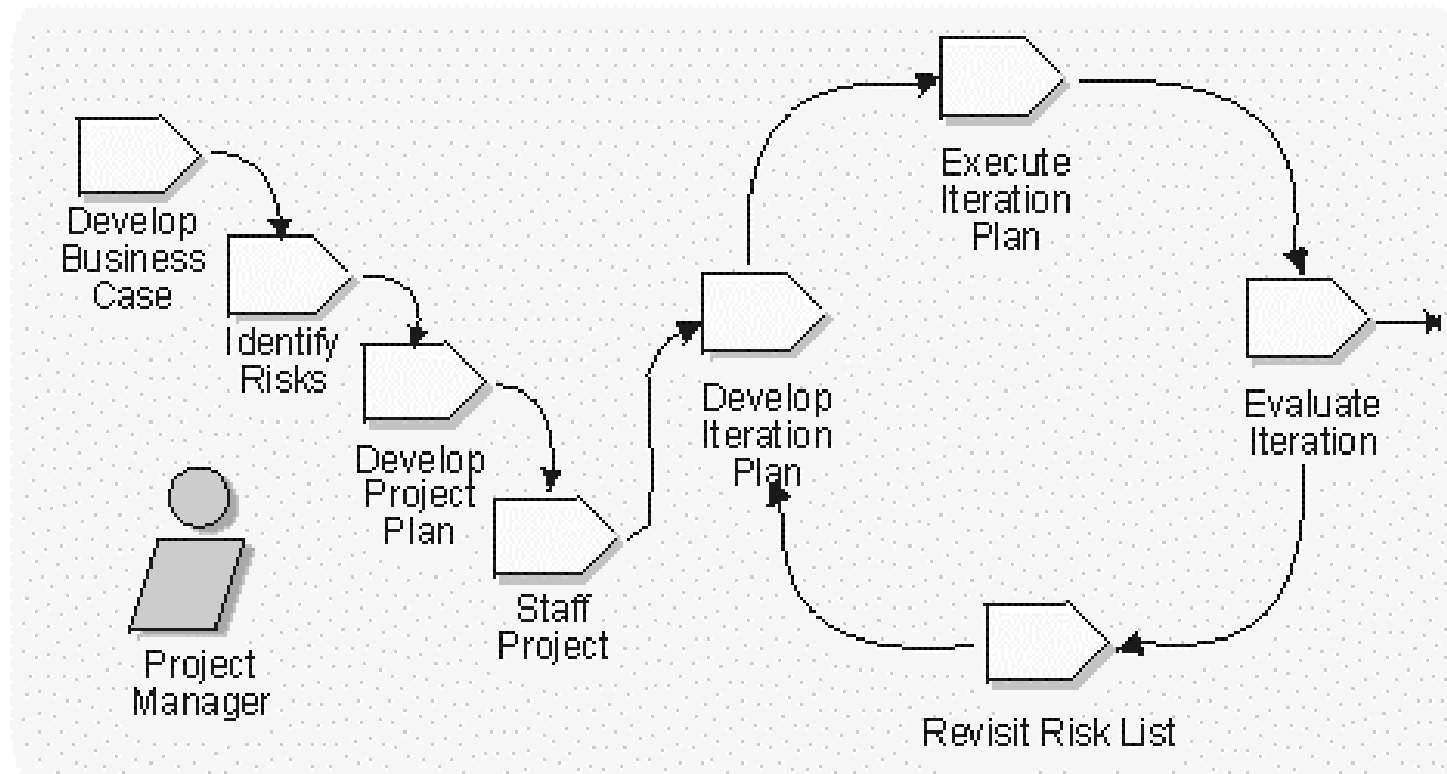 Develop
Business
Case
Identify
Risks
Develop
Project
Plan
Staff
Project
Project
Manager
Develop
Iteration
Plan
Execute
Iteration
Plan
Evaluate
Iteration
Revisit Risk List